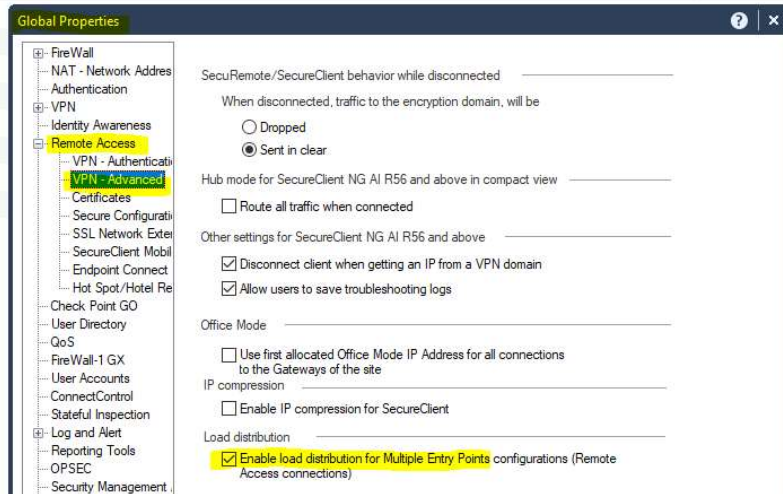 Global Properties
FireWall
NAT - Network Addres
Authentication
VPN
Identity Awareness
Remote Access
VPN - Authenticati
VPN - Advanced
Certificates
Secure Configurati
SSL Network Exter
SecureClient Mobil
Endpoint Connect
Hot Spot/Hotel Re
Check Point GO
User Directory
QoS
FireWall-1 GX
User Accounts
ConnectControl
Stateful Inspection
Log and Alert
Reporting Tools
OPSEC
Security Management
SecuRemote/SecureClient behavior while disconnected
When disconnected, traffic to the encryption domain, will be
Dropped
Sent in clear
Hub mode for SecureClient NG AI R56 and above in compact view
Route all traffic when connected
Other settings for SecureClient NG AI R56 and above
Disconnect client when getting an IP from a VPN domain
Allow users to save troubleshooting logs
Office Mode
Use first allocated Office Mode IP Address for all connections
to the Gateways of the site
IP compression
Enable IP compression for SecureClient
Load distribution
Enable load distribution for Multiple Entry Points configurations (Remote
Access connections)